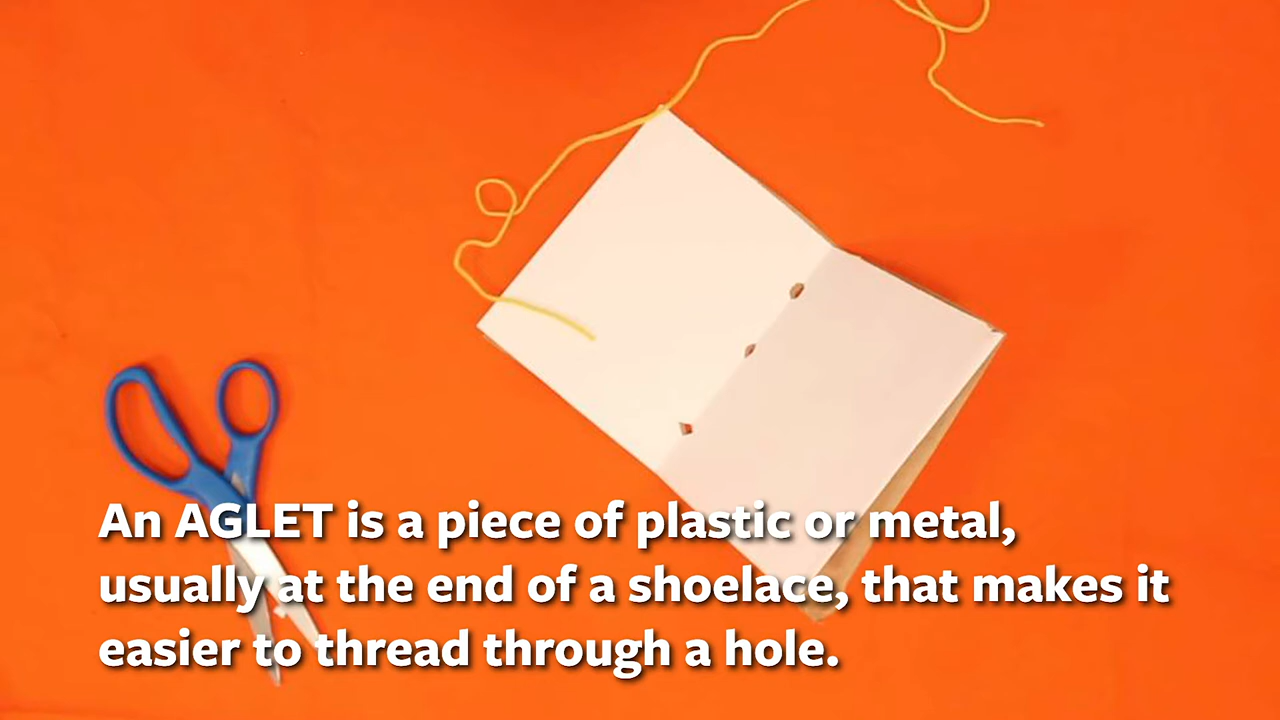 An AGLET is a piece of plastic or metal,
usually at the end of a shoelace, that makes it
easier to thread through a hole.